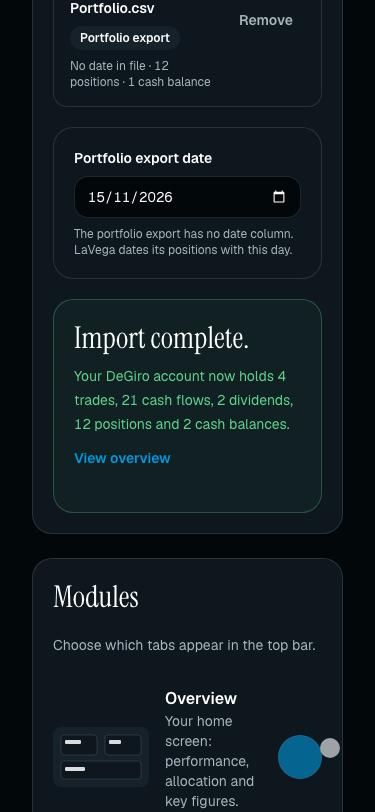 Portfolio.csv
Remove
Portfolio export
No date in file · 12
positions · 1 cash balance
Portfolio export date
15/11/2026
The portfolio export has no date column.
LaVega dates its positions with this day.
Import complete.
Your DeGiro account now holds 4
trades, 21 cash flows, 2 dividends,
12 positions and 2 cash balances.
View overview
Modules
Choose which tabs appear in the top bar.
Overview
Your home
screen:
performance,
allocation and
key figures.